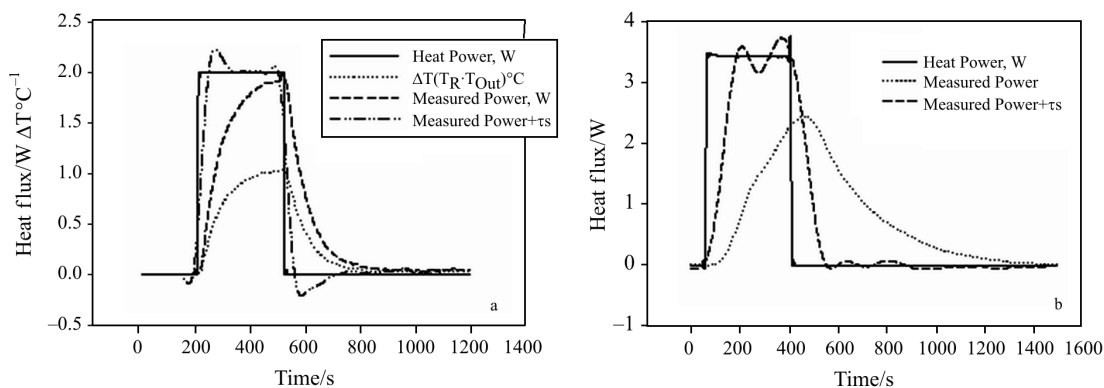 2.5
2.0
1.5
1.0
0.5
0.0
–0.5
Heat flux/W ΔT°C⁻¹
Heat Power, W
ΔT(T_R·T_Out)°C
Measured Power, W
Measured Power+τs
a
0 200 400 600 800 1000 1200 1400
Time/s
4
3
2
1
0
–1
Heat flux/W
Heat Power, W
Measured Power
Measured Power+τs
b
0 200 400 600 800 1000 1200 1400 1600
Time/s